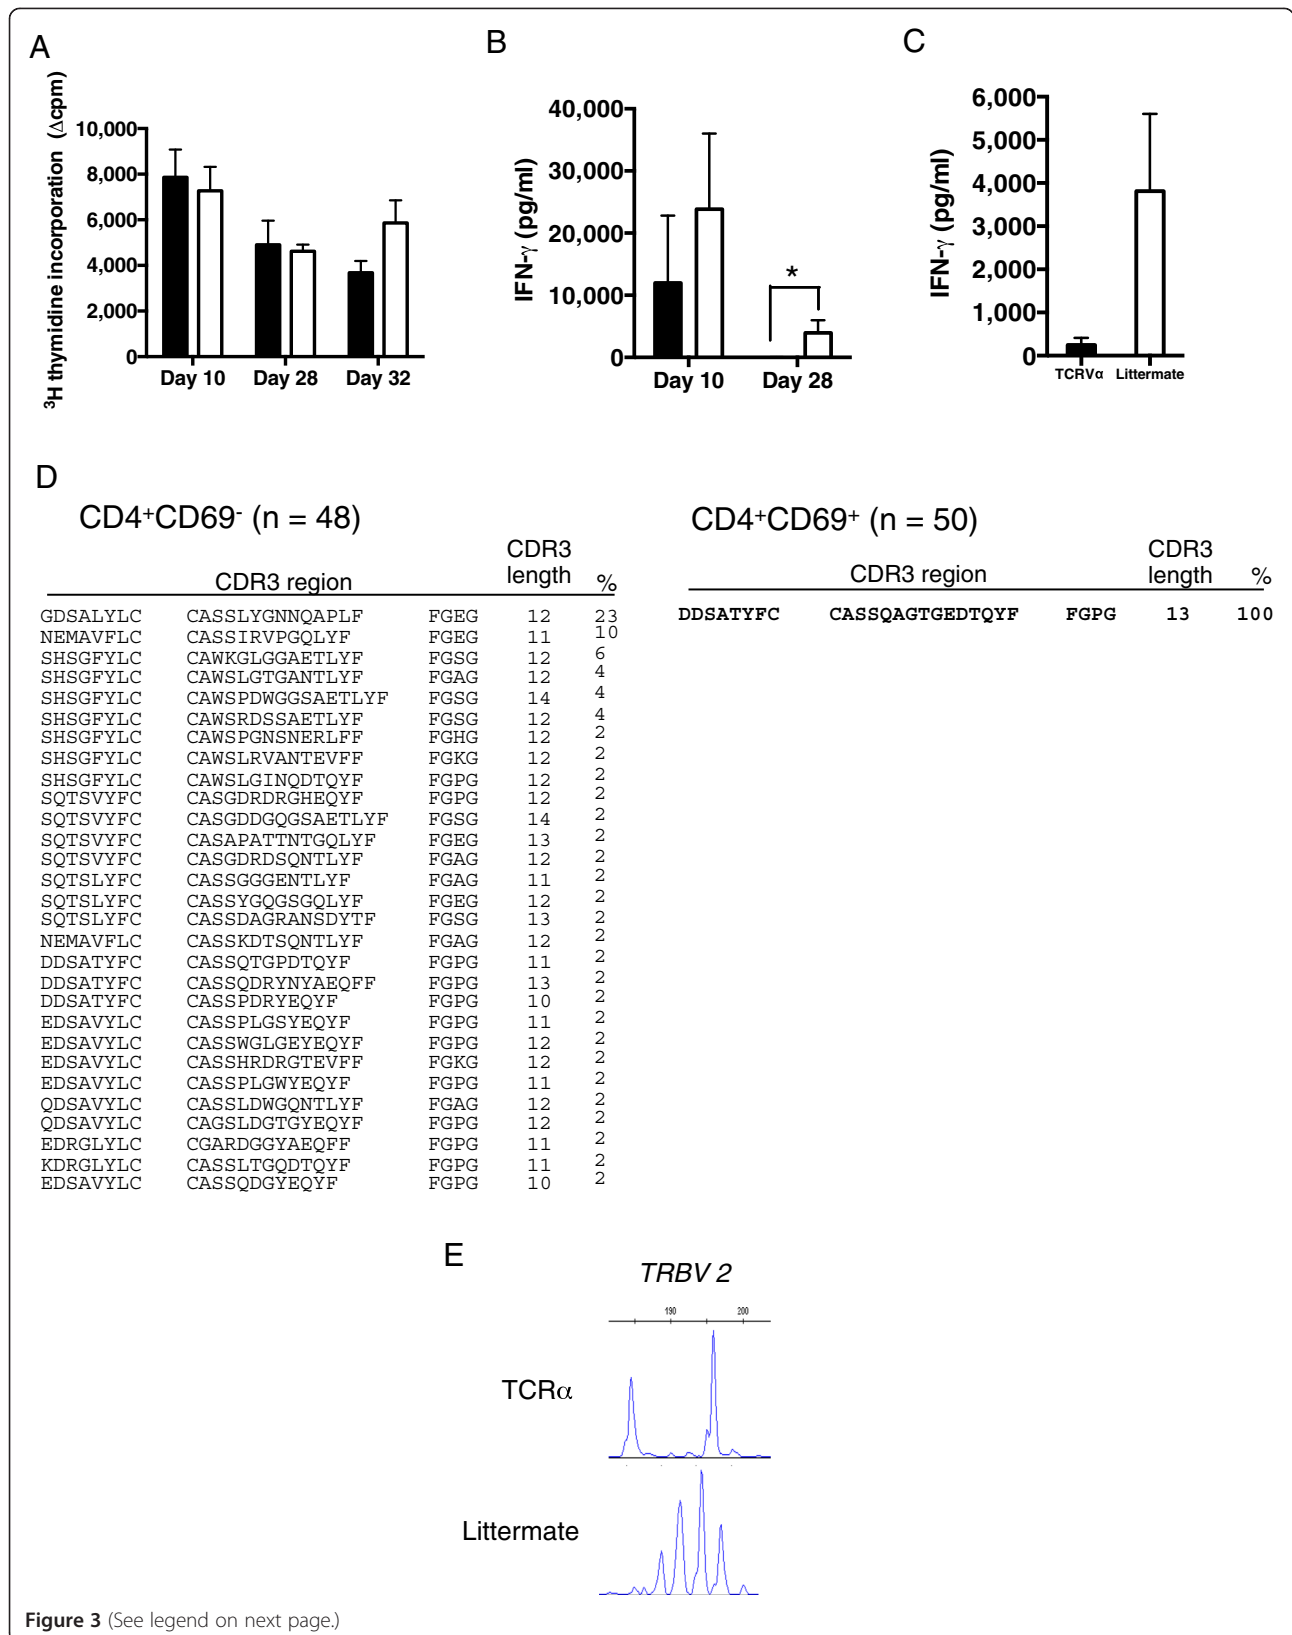 A
B
C
³H thymidine incorporation (Δcpm)
10,000
8,000
6,000
4,000
2,000
0
Day 10 Day 28 Day 32
IFN-γ (pg/ml)
40,000
30,000
20,000
10,000
0
*
Day 10 Day 28
IFN-γ (pg/ml)
6,000
5,000
4,000
3,000
2,000
1,000
0
TCRVα Littermate
D
CD4⁺CD69⁻ (n = 48)
CDR3 region CDR3 length %
GDSALYLC CASSLYGNNQAPLF FGEG 12 23
NEMAVFLC CASSIRVPGQLYF FGEG 11 10
SHSGFYLC CAWKGLGGAETLYF FGSG 12 6
SHSGFYLC CAWSLGTGANTLYF FGAG 12 4
SHSGFYLC CAWSPDWGGSAETLYF FGSG 14 4
SHSGFYLC CAWSRDSSAETLYF FGSG 12 4
SHSGFYLC CAWSPGNSNERLFF FGHG 12 2
SHSGFYLC CAWSLRVANTEVFF FGKG 12 2
SHSGFYLC CAWSLGINQDTQYF FGPG 12 2
SQTSVYFC CASGDRDRGHEQYF FGPG 12 2
SQTSVYFC CASGDDGQGSAETLYF FGSG 14 2
SQTSVYFC CASAPATTNTGQLYF FGEG 13 2
SQTSVYFC CASGDRDSQNTLYF FGAG 12 2
SQTSLYFC CASSGGGENTLYF FGAG 11 2
SQTSLYFC CASSYGQGSGQLYF FGEG 12 2
SQTSLYFC CASSDAGRANSDYTF FGSG 13 2
NEMAVFLC CASSKDTSQNTLYF FGAG 12 2
DDSATYFC CASSQTGPDTQYF FGPG 11 2
DDSATYFC CASSQDRYNYAEQFF FGPG 13 2
DDSATYFC CASSPDRYEQYF FGPG 10 2
EDSAVYLC CASSPLGSYEQYF FGPG 11 2
EDSAVYLC CASSWGLGEYEQYF FGPG 12 2
EDSAVYLC CASSHRDRGTEVFF FGKG 12 2
EDSAVYLC CASSPLGWYEQYF FGPG 11 2
QDSAVYLC CASSLDWGQNTLYF FGAG 12 2
QDSAVYLC CAGSLDGTGYEQYF FGPG 12 2
EDRGLYLC CGARDGGYAEQFF FGPG 11 2
KDRGLYLC CASSLTGQDTQYF FGPG 11 2
EDSAVYLC CASSQDGYEQYF FGPG 10 2
CD4⁺CD69⁺ (n = 50)
CDR3 region CDR3 length %
DDSATYFC CASSQAGTGEDTQYF FGPG 13 100
E
TRBV 2
190 200
TCRα
Littermate
Figure 3 (See legend on next page.)